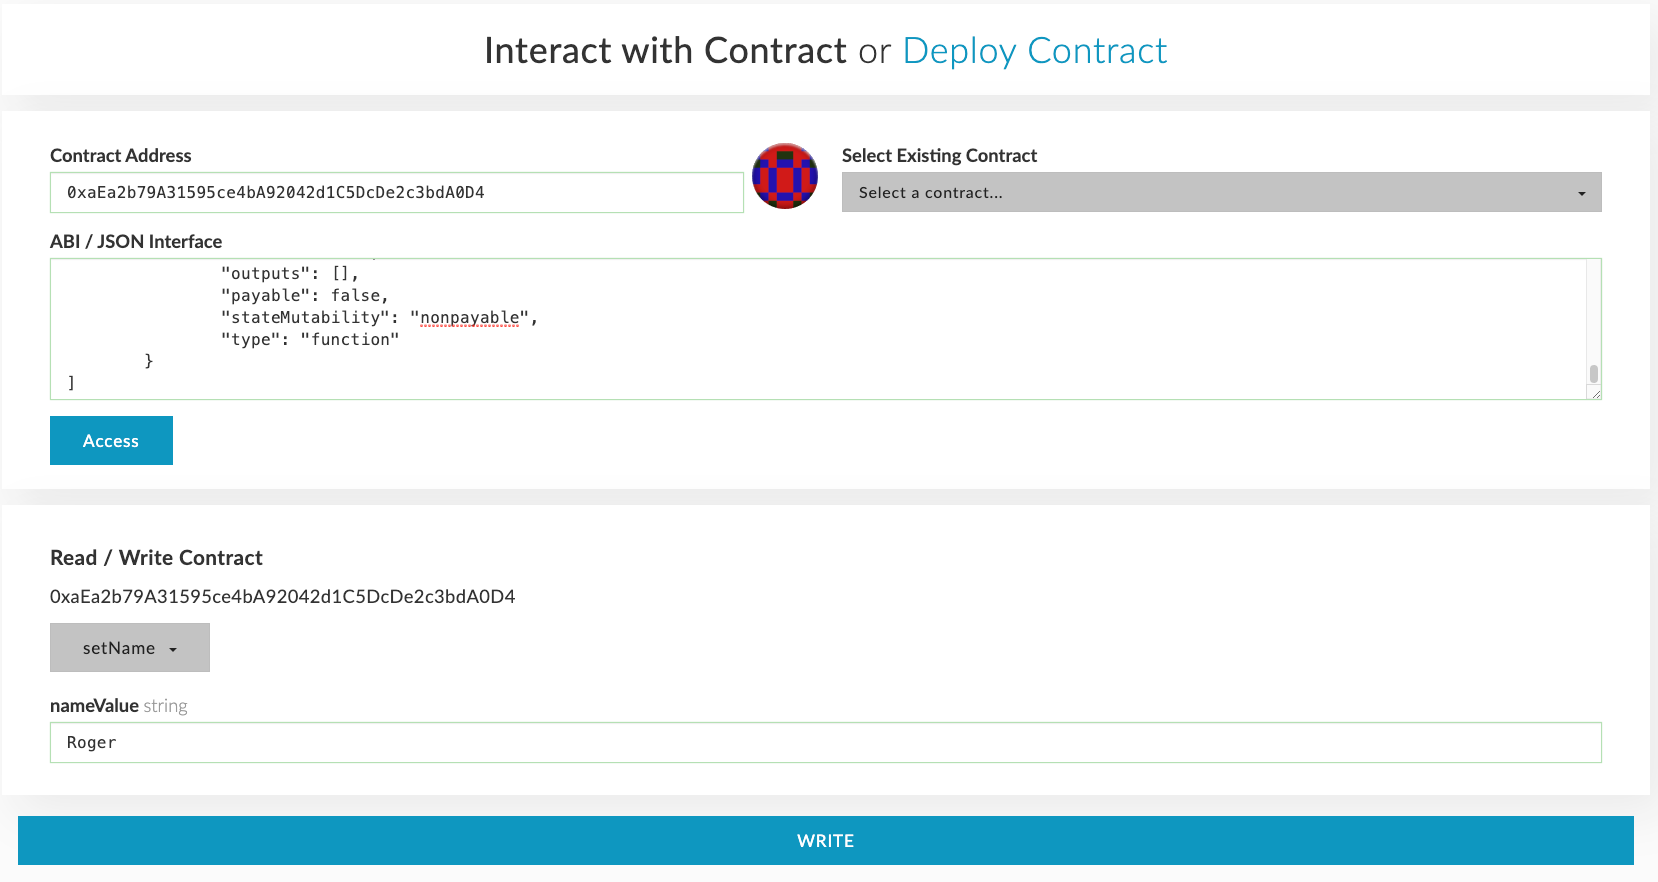 Interact with Contract or Deploy Contract
Contract Address
0xaEa2b79A31595ce4bA92042d1C5DcDe2c3bdA0D4
Select Existing Contract
Select a contract...
ABI / JSON Interface
"outputs": [],
"payable": false,
"stateMutability": "nonpayable",
"type": "function"
}
]
Access
Read / Write Contract
0xaEa2b79A31595ce4bA92042d1C5DcDe2c3bdA0D4
setName
nameValue string
Roger
WRITE